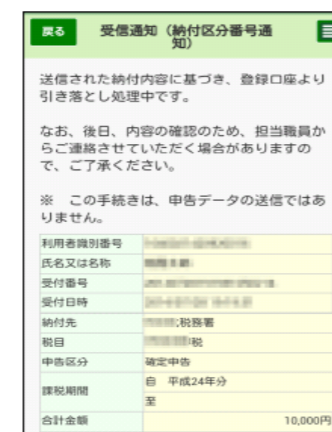 戻る
受信通知（納付区分番号通
知）
送信された納付内容に基づき、登録口座より
引き落とし処理中です。
なお、後日、内容の確認のため、担当職員か
らご連絡させていただく場合がありますの
で、ご了承ください。
※　この手続きは、申告データの送信ではあ
りません。
利用者識別番号
氏名又は名称
受付番号
受付日時
納付先 税務署
税目 税
申告区分 確定申告
課税期間 自　平成24年分
至
合計金額 10,000円